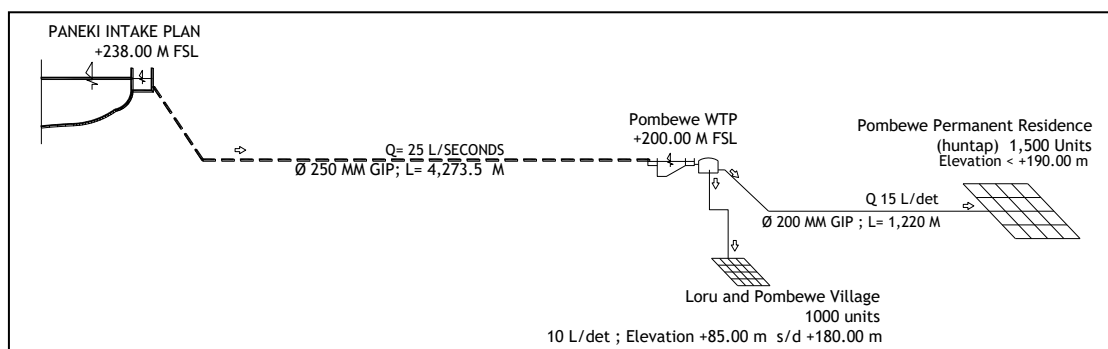 PANEKI INTAKE PLAN
+238.00 M FSL
Pombewe WTP
+200.00 M FSL
Pombewe Permanent Residence
(huntap) 1,500 Units
Elevation < +190.00 m
Q= 25 L/SECONDS
Ø 250 MM GIP; L= 4,273.5 M
Q 15 L/det
Ø 200 MM GIP ; L= 1,220 M
Loru and Pombewe Village
1000 units
10 L/det ; Elevation +85.00 m s/d +180.00 m